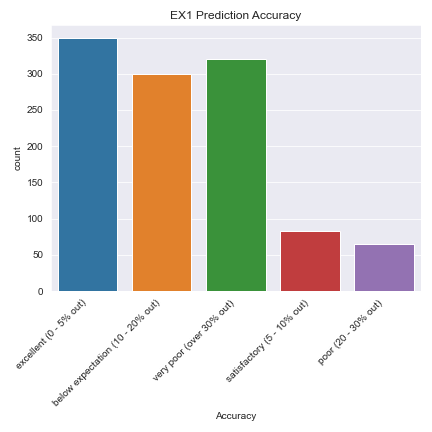 EX1 Prediction Accuracy
350
300
250
200
150
100
50
0
count
excellent (0 - 5% out)
below expectation (10 - 20% out)
very poor (over 30% out)
satisfactory (5 - 10% out)
poor (20 - 30% out)
Accuracy